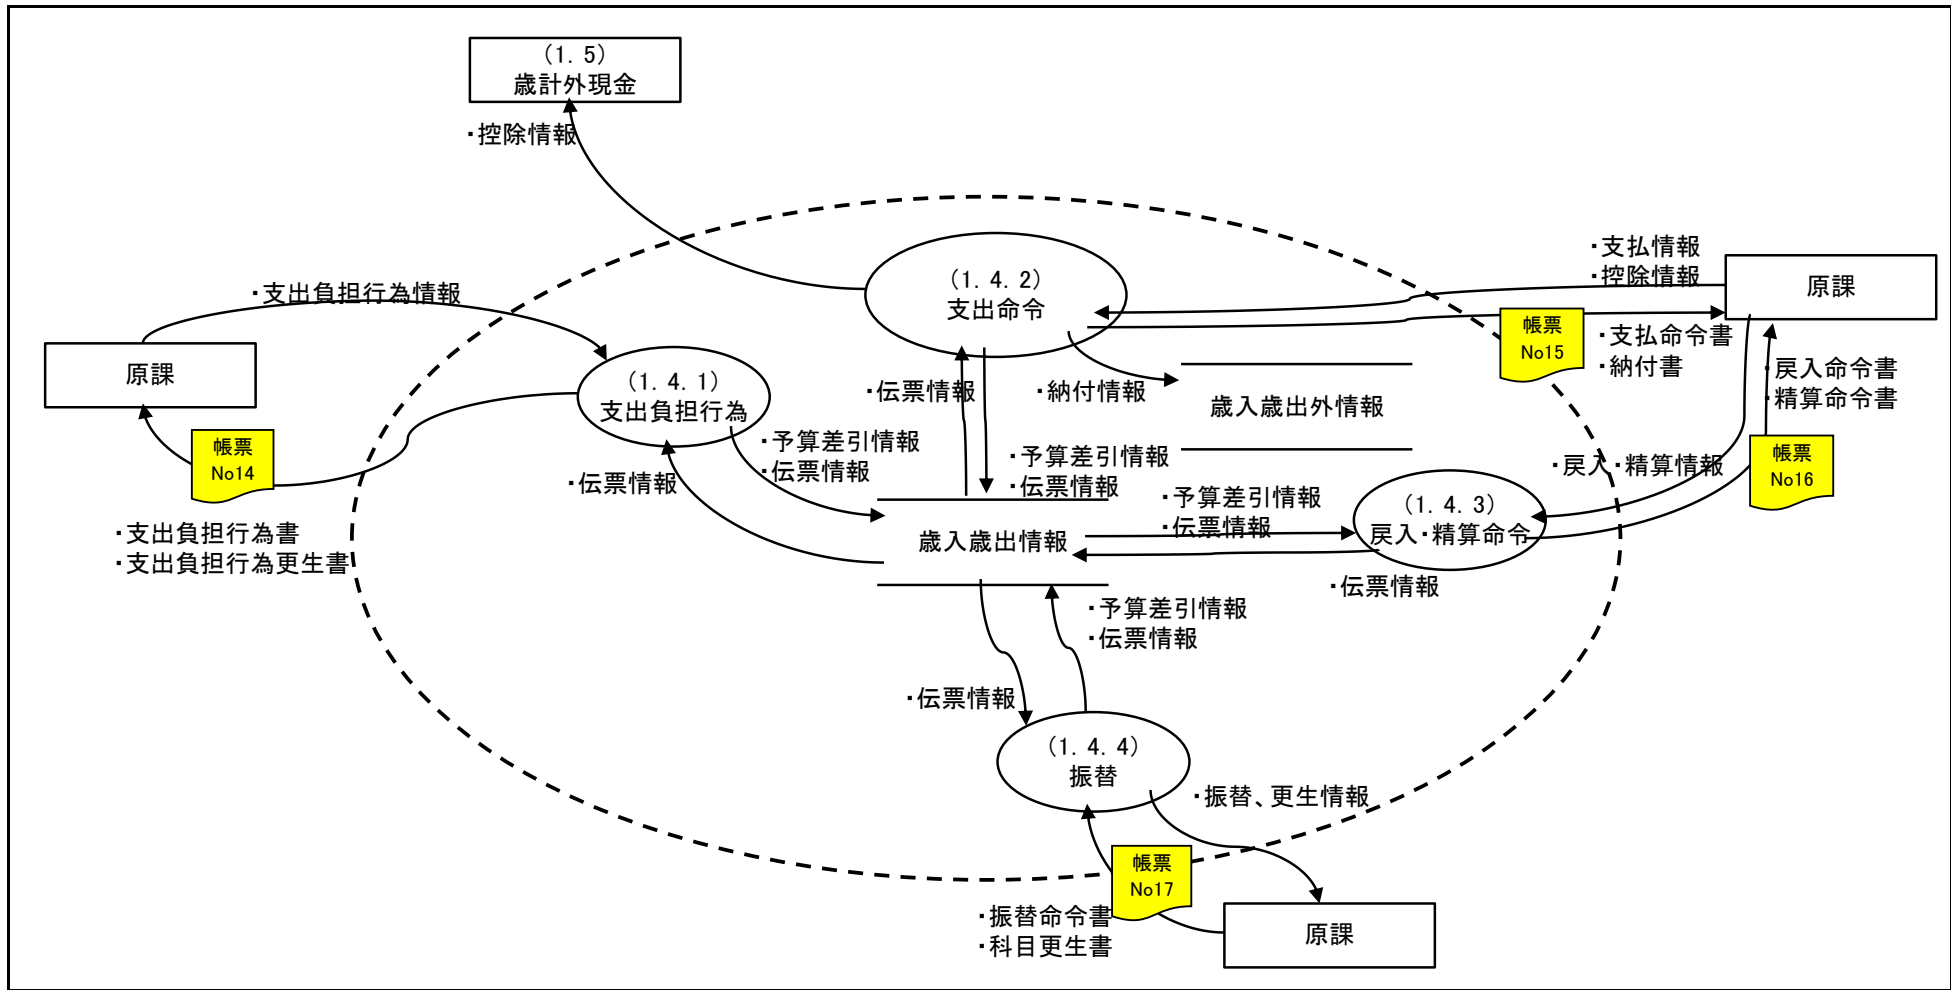 （1. 5）
歳計外現金
・控除情報
（1. 4. 2）
支出命令
・支払情報
・控除情報
原課
・支出負担行為情報
帳票
No15
・支払命令書
・納付書
原課
（1. 4. 1）
支出負担行為
・伝票情報
・納付情報
歳入歳出外情報
・戻入命令書
・精算命令書
帳票
No14
・予算差引情報
・伝票情報
・伝票情報
・予算差引情報
・伝票情報
・戻入・精算情報
帳票
No16
・支出負担行為書
・支出負担行為更生書
歳入歳出情報
・予算差引情報
・伝票情報
（1. 4. 3）
戻入・精算命令
・伝票情報
・予算差引情報
・伝票情報
・伝票情報
（1. 4. 4）
振替
・振替、更生情報
帳票
No17
・振替命令書
・科目更生書
原課